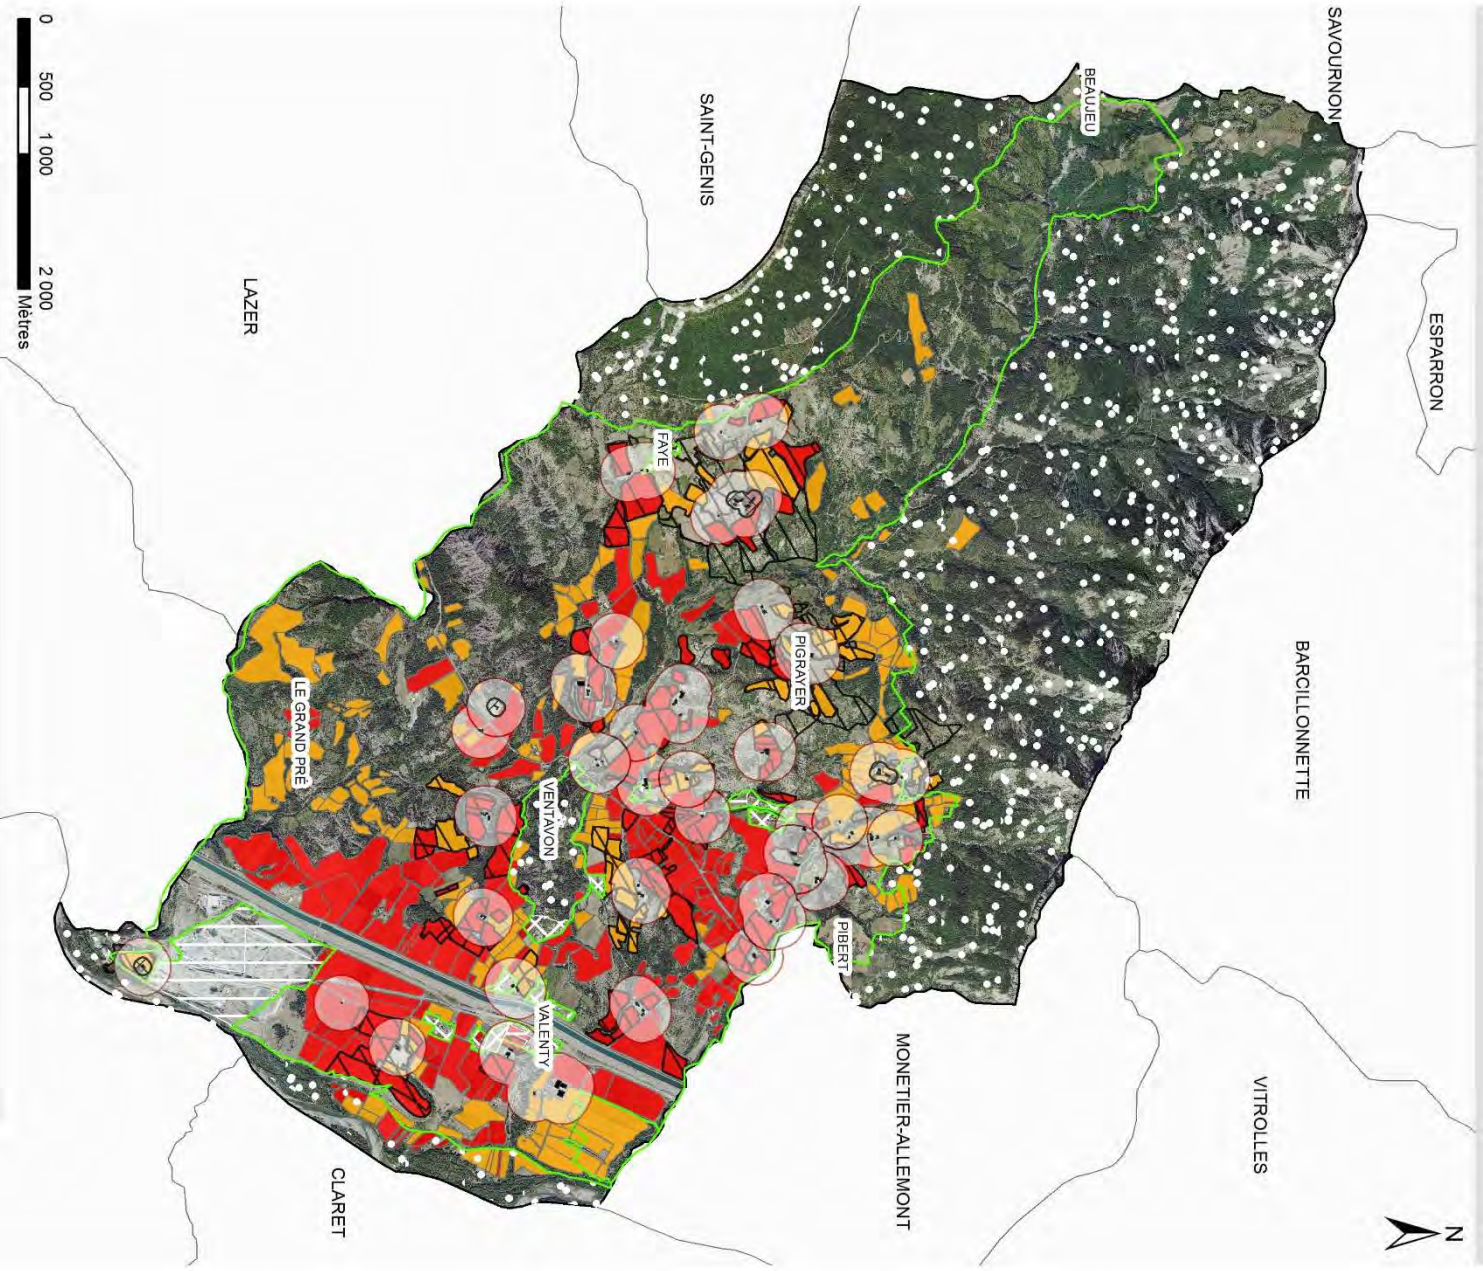 N
SAVOURNON
ESPARRON
BARCILLONNETTE
VITROLLES
BEAUJEU
SAINT-GENIS
MONETIER-ALLEMONT
PIBERT
PIGRAYER
FAYE
VENTAVON
VALENTY
LE GRAND PRÉ
LAZER
CLARET
0 500 1 000 2 000
Mètres